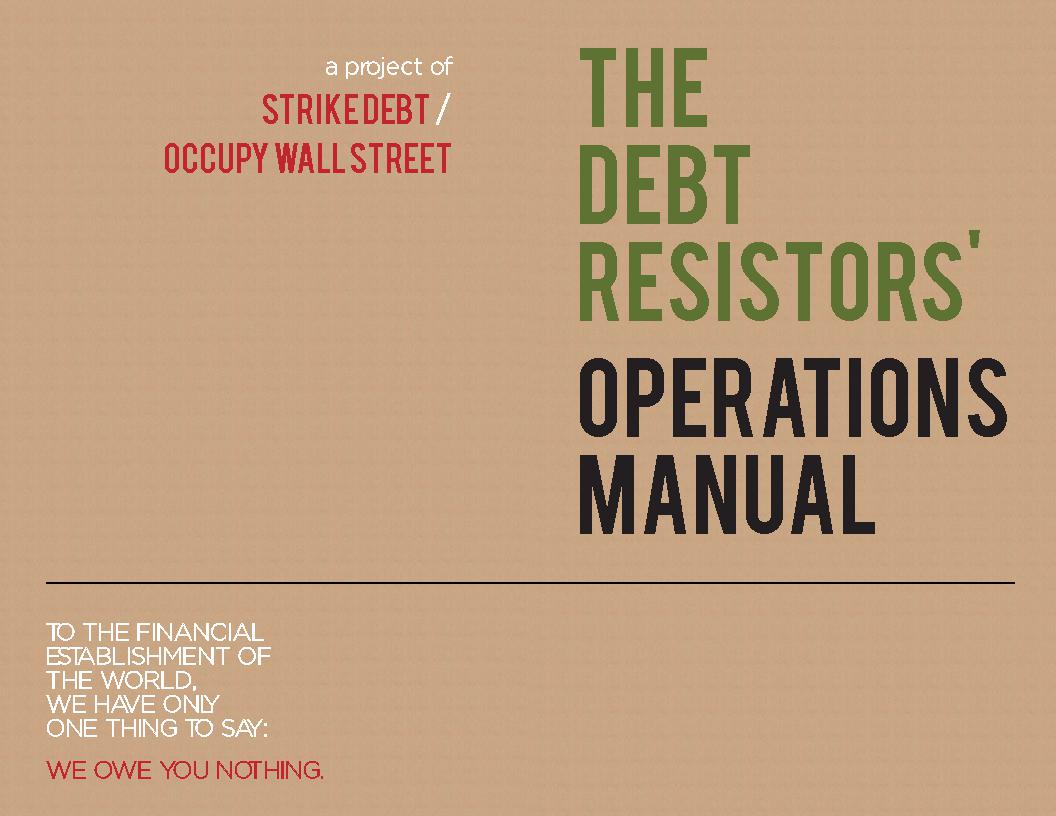 a project of
STRIKE DEBT /
OCCUPY WALL STREET
THE
DEBT
RESISTORS'
OPERATIONS
MANUAL
TO THE FINANCIAL
ESTABLISHMENT OF
THE WORLD,
WE HAVE ONLY
ONE THING TO SAY:
WE OWE YOU NOTHING.